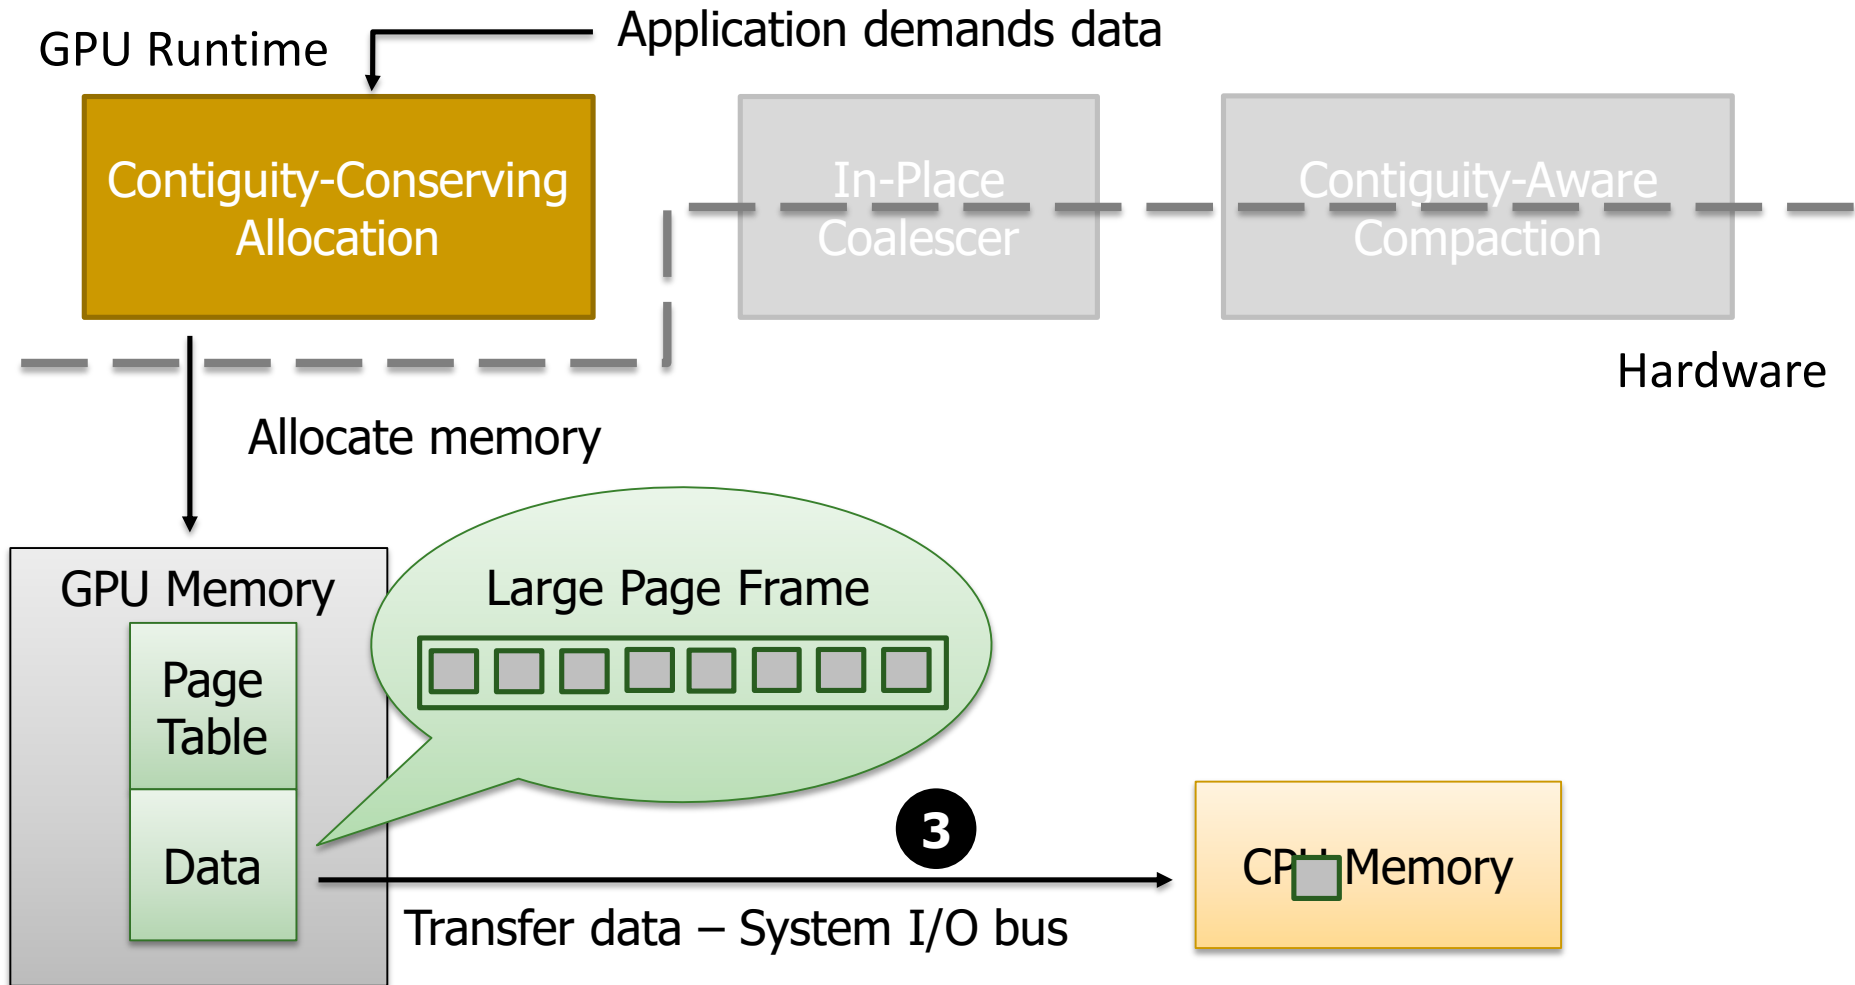 GPU Runtime
Application demands data
Contiguity-Conserving
Allocation
In-Place
Coalescer
Contiguity-Aware
Compaction
Hardware
Allocate memory
GPU Memory
Large Page Frame
Page
Table
Data
3
CPU Memory
Transfer data – System I/O bus